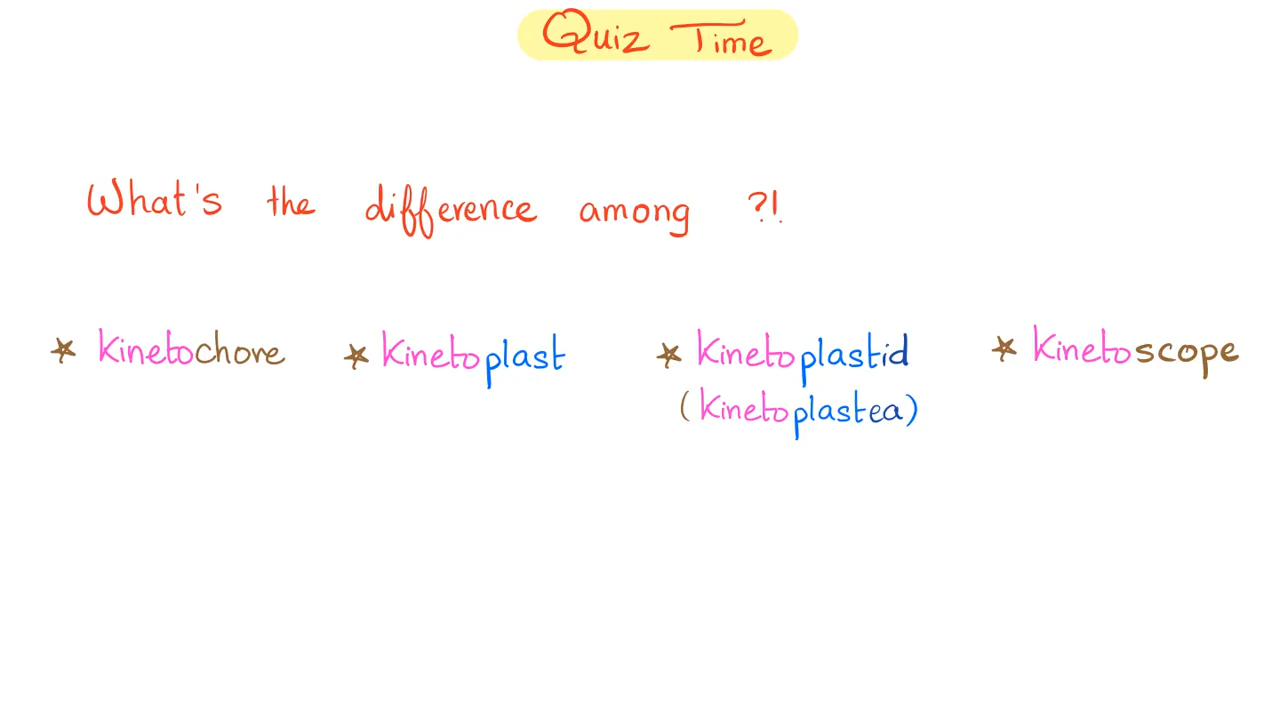 Quiz Time
What's the difference among ?!
★ kinetochore ★ kinetoplast ★ kinetoplastid ★ kinetoscope
(kinetoplastea)